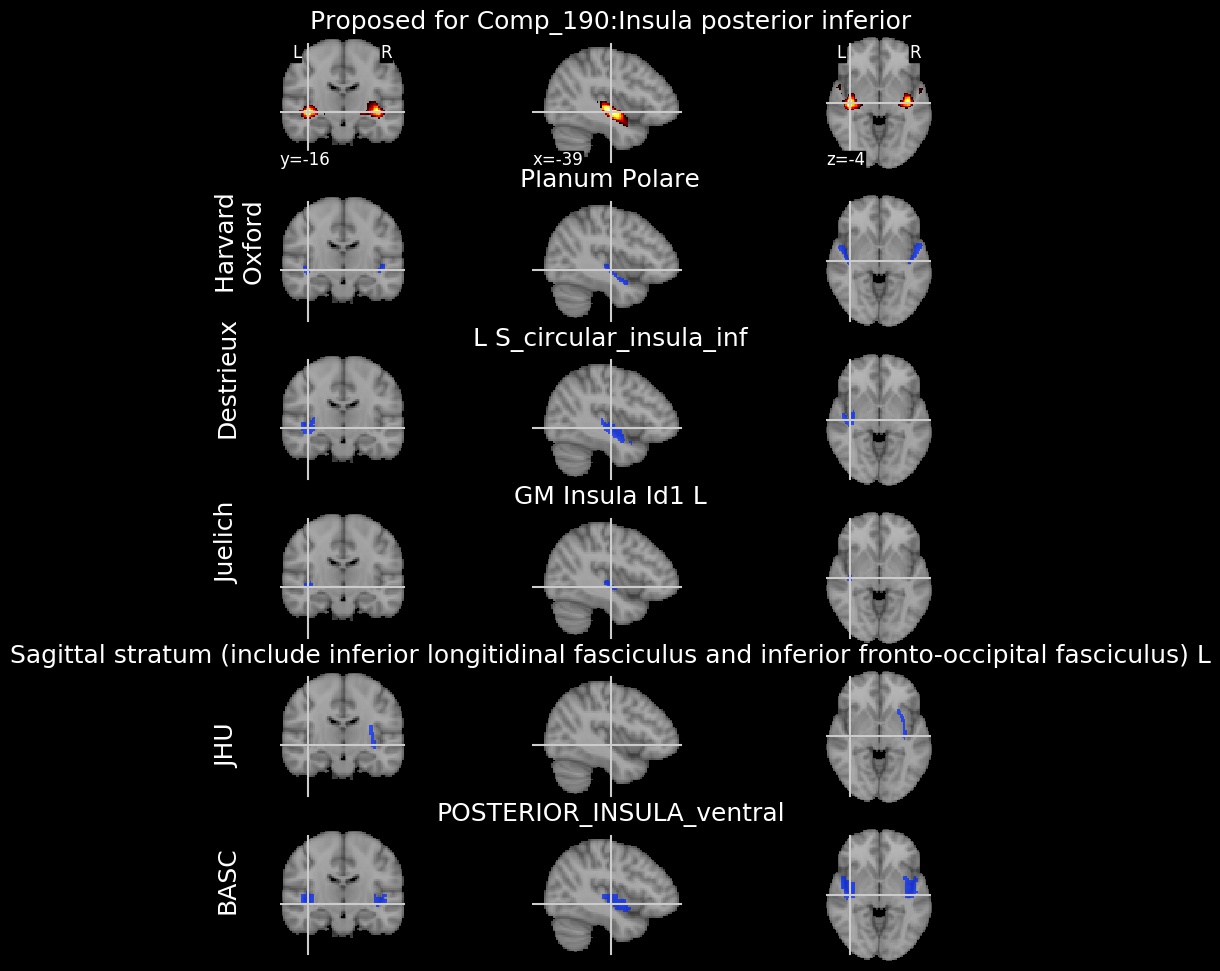 Proposed for Comp_190:Insula posterior inferior
L R L R
y=-16 x=-39 z=-4
Planum Polare
Harvard
Oxford
L S_circular_insula_inf
Destrieux
GM Insula Id1 L
Juelich
Sagittal stratum (include inferior longitidinal fasciculus and inferior fronto-occipital fasciculus) L
JHU
POSTERIOR_INSULA_ventral
BASC